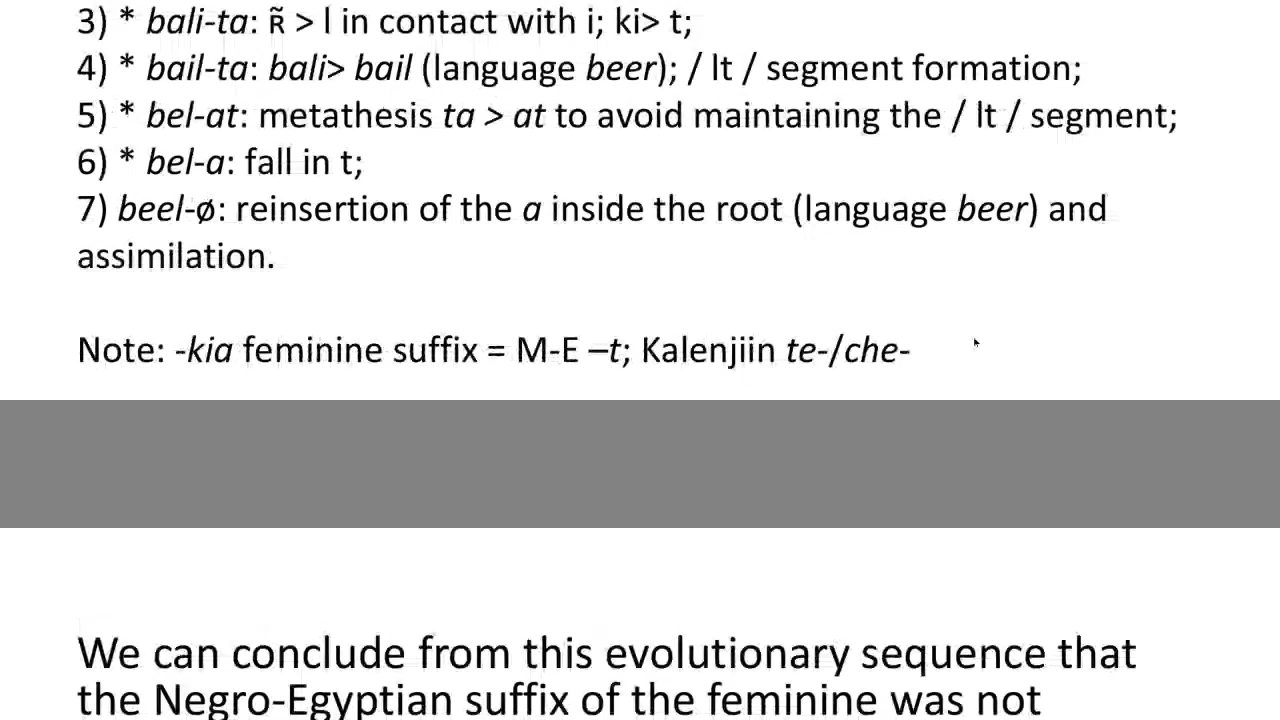 3) * bali-ta: R̃ > l in contact with i; ki> t;
4) * bail-ta: bali> bail (language beer); / lt / segment formation;
5) * bel-at: metathesis ta > at to avoid maintaining the / lt / segment;
6) * bel-a: fall in t;
7) beel-ø: reinsertion of the a inside the root (language beer) and
assimilation.
Note: -kia feminine suffix = M-E –t; Kalenjiin te-/che-
We can conclude from this evolutionary sequence that
the Negro-Egyptian suffix of the feminine was not